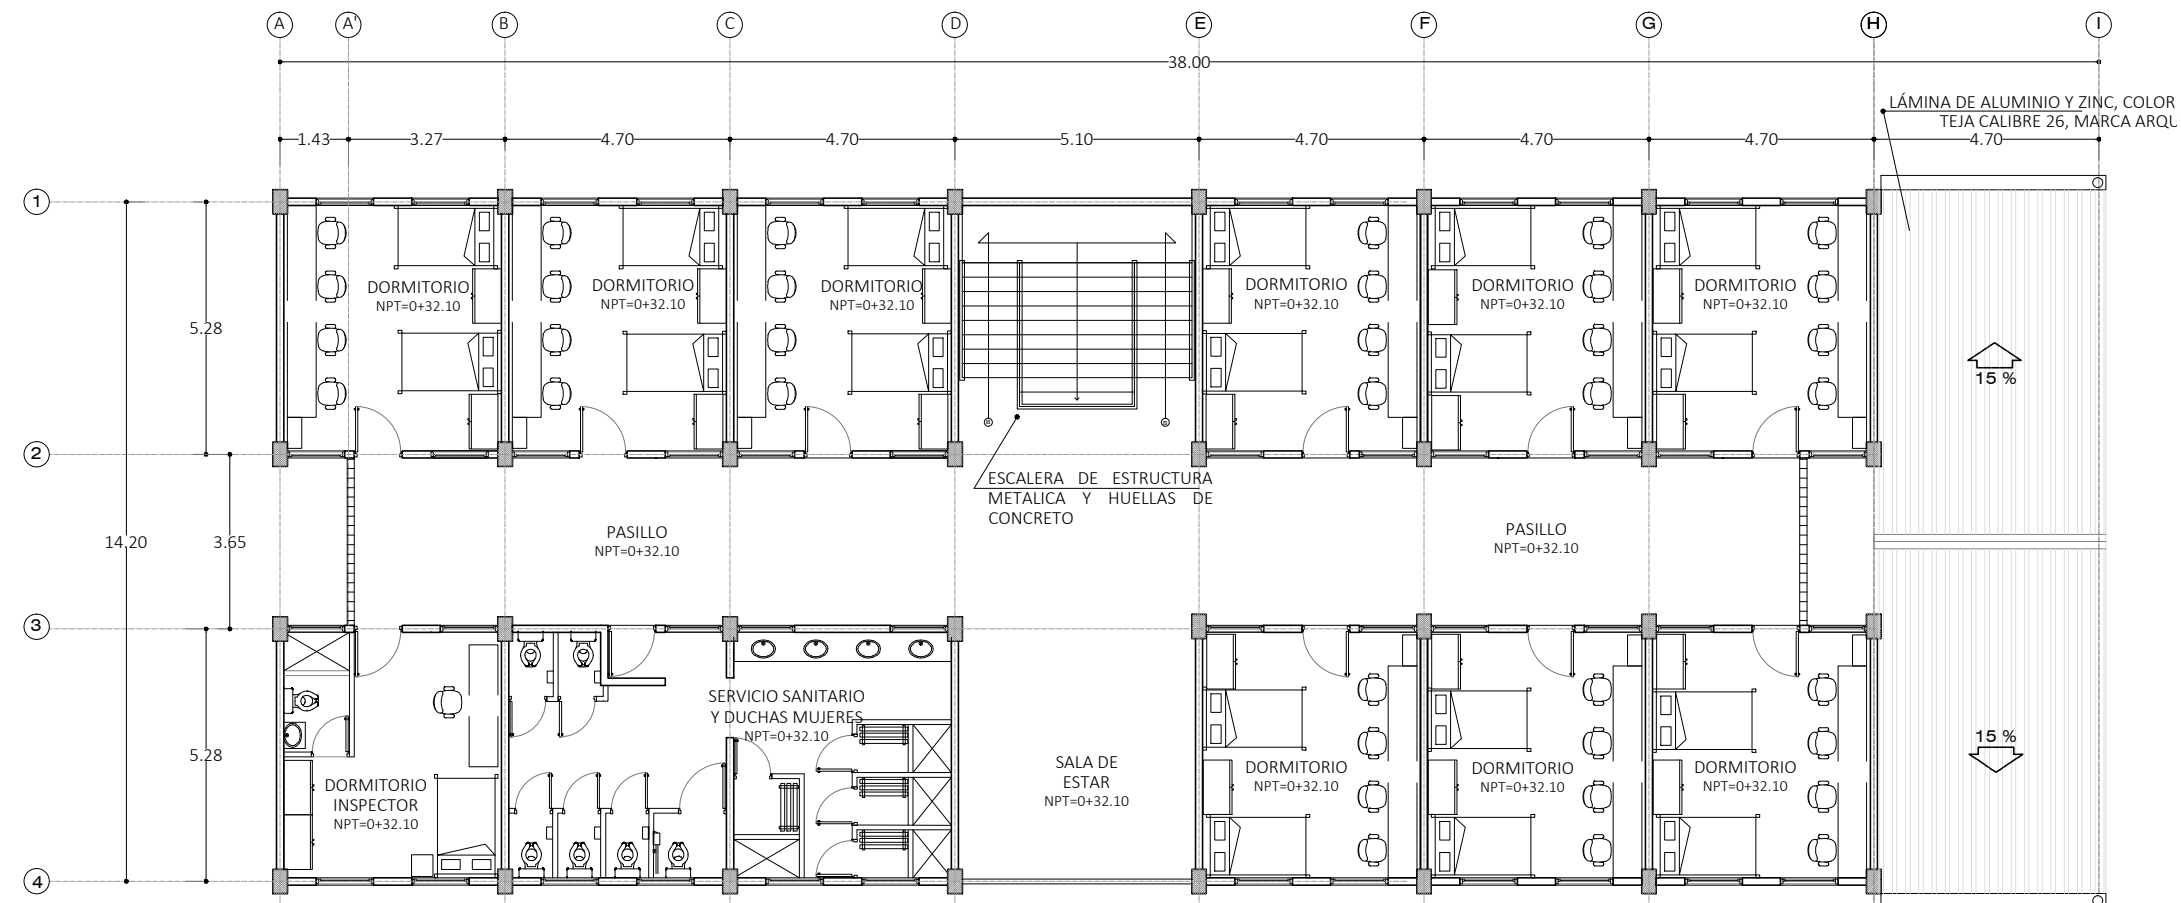 A A' B C D E F G H I
38.00
LÁMINA DE ALUMINIO Y ZINC, COLOR
TEJA CALIBRE 26, MARCA ARQU
1.43 3.27 4.70 4.70 5.10 4.70 4.70 4.70 4.70
1
DORMITORIO
NPT=0+32.10
DORMITORIO
NPT=0+32.10
DORMITORIO
NPT=0+32.10
DORMITORIO
NPT=0+32.10
DORMITORIO
NPT=0+32.10
DORMITORIO
NPT=0+32.10
5.28
15 %
2
ESCALERA DE ESTRUCTURA
METALICA Y HUELLAS DE
CONCRETO
14.20
3.65
PASILLO
NPT=0+32.10
PASILLO
NPT=0+32.10
3
SERVICIO SANITARIO
Y DUCHAS MUJERES
NPT=0+32.10
15 %
5.28
DORMITORIO
INSPECTOR
NPT=0+32.10
SALA DE
ESTAR
NPT=0+32.10
DORMITORIO
NPT=0+32.10
DORMITORIO
NPT=0+32.10
DORMITORIO
NPT=0+32.10
4